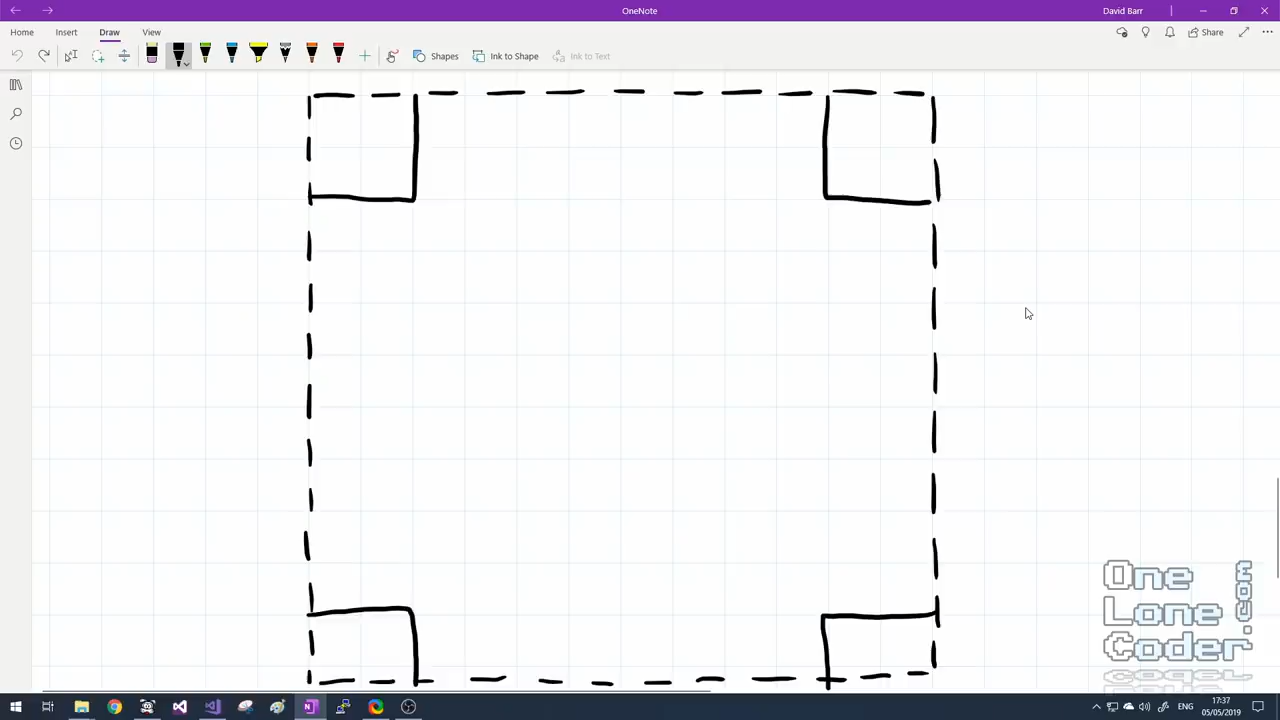 OneNote
David Barr
Home
Insert
Draw
View
Share
Shapes
Ink to Shape
Ink to Text
One
Lone
Coder
.com
ENG
17:37
05/05/2019